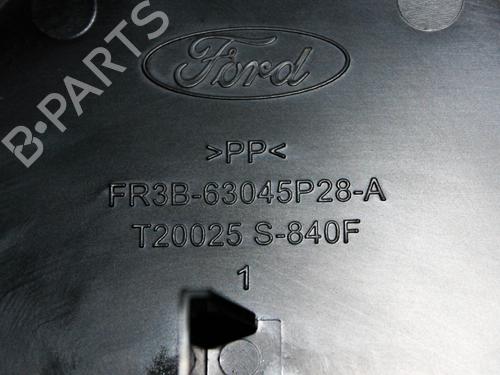 B-PARTS
Ford
>PP<
FR3B-63045P28-A
T20025 S-840F
1